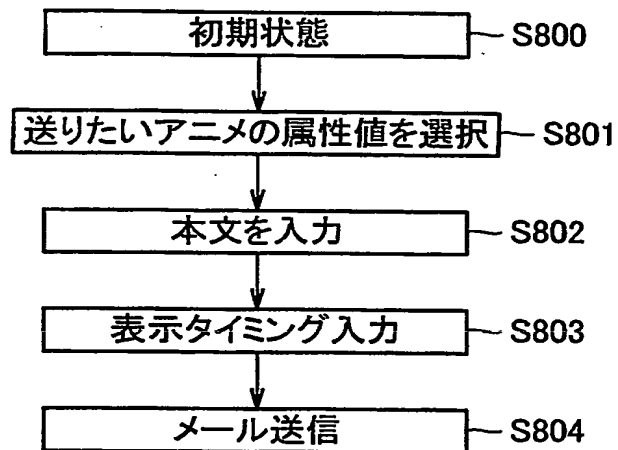 初期状態 S800
送りたいアニメの属性値を選択 S801
本文を入力 S802
表示タイミング入力 S803
メール送信 S804